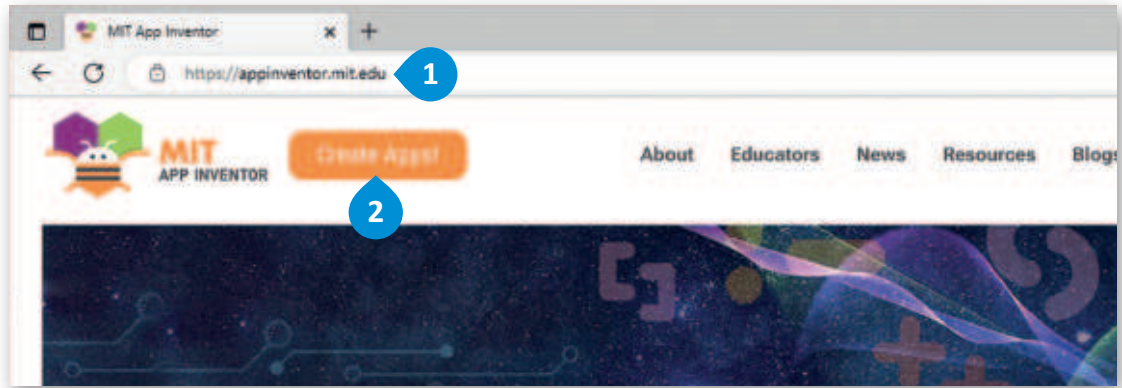 MIT App Inventor
https://appinventor.mit.edu
1
MIT
APP INVENTOR
Create Apps!
About Educators News Resources Blogs
2